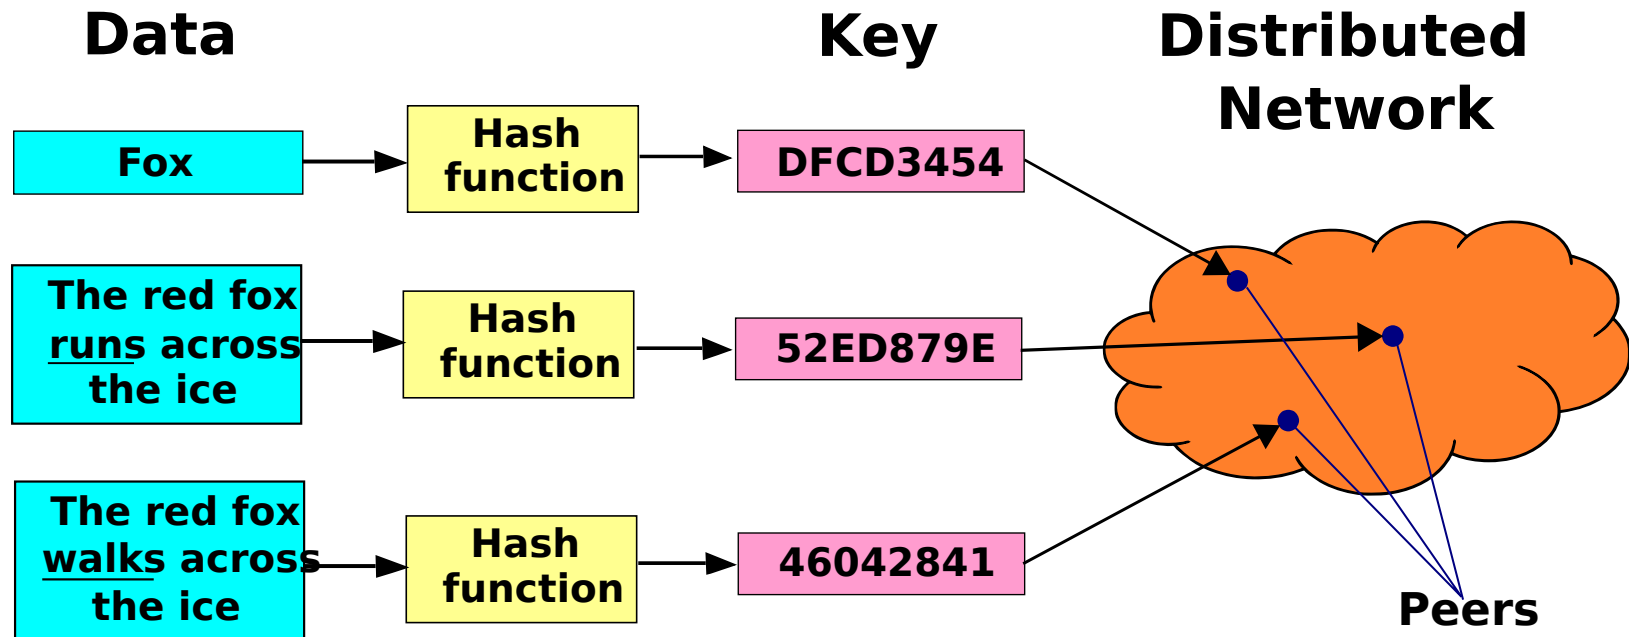 Data
Key
Distributed
Network
Fox
Hash
function
DFCD3454
The red fox
runs across
the ice
Hash
function
52ED879E
The red fox
walks across
the ice
Hash
function
46042841
Peers